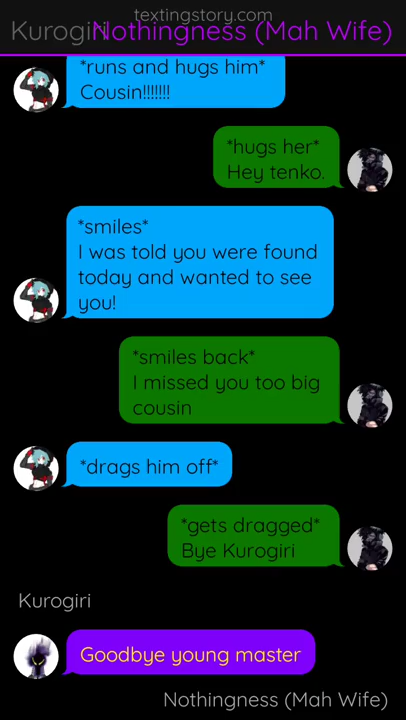 textingstory.com
Kurogiri
Nothingness (Mah Wife)
*runs and hugs him*
Cousin!!!!!!!
*hugs her*
Hey tenko.
*smiles*
I was told you were found
today and wanted to see
you!
*smiles back*
I missed you too big
cousin
*drags him off*
*gets dragged*
Bye Kurogiri
Kurogiri
Goodbye young master
Nothingness (Mah Wife)